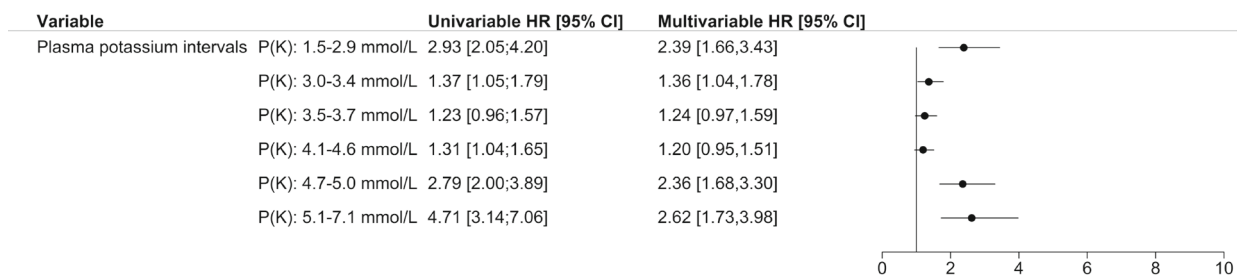 Variable Univariable HR [95% CI] Multivariable HR [95% CI]
Plasma potassium intervals P(K): 1.5-2.9 mmol/L 2.93 [2.05;4.20] 2.39 [1.66,3.43]
P(K): 3.0-3.4 mmol/L 1.37 [1.05;1.79] 1.36 [1.04,1.78]
P(K): 3.5-3.7 mmol/L 1.23 [0.96;1.57] 1.24 [0.97,1.59]
P(K): 4.1-4.6 mmol/L 1.31 [1.04;1.65] 1.20 [0.95,1.51]
P(K): 4.7-5.0 mmol/L 2.79 [2.00;3.89] 2.36 [1.68,3.30]
P(K): 5.1-7.1 mmol/L 4.71 [3.14;7.06] 2.62 [1.73,3.98]
0 2 4 6 8 10